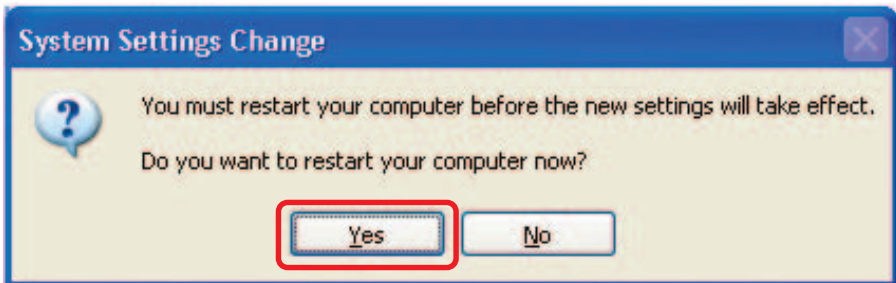 System Settings Change
You must restart your computer before the new settings will take effect.
Do you want to restart your computer now?
Yes
No